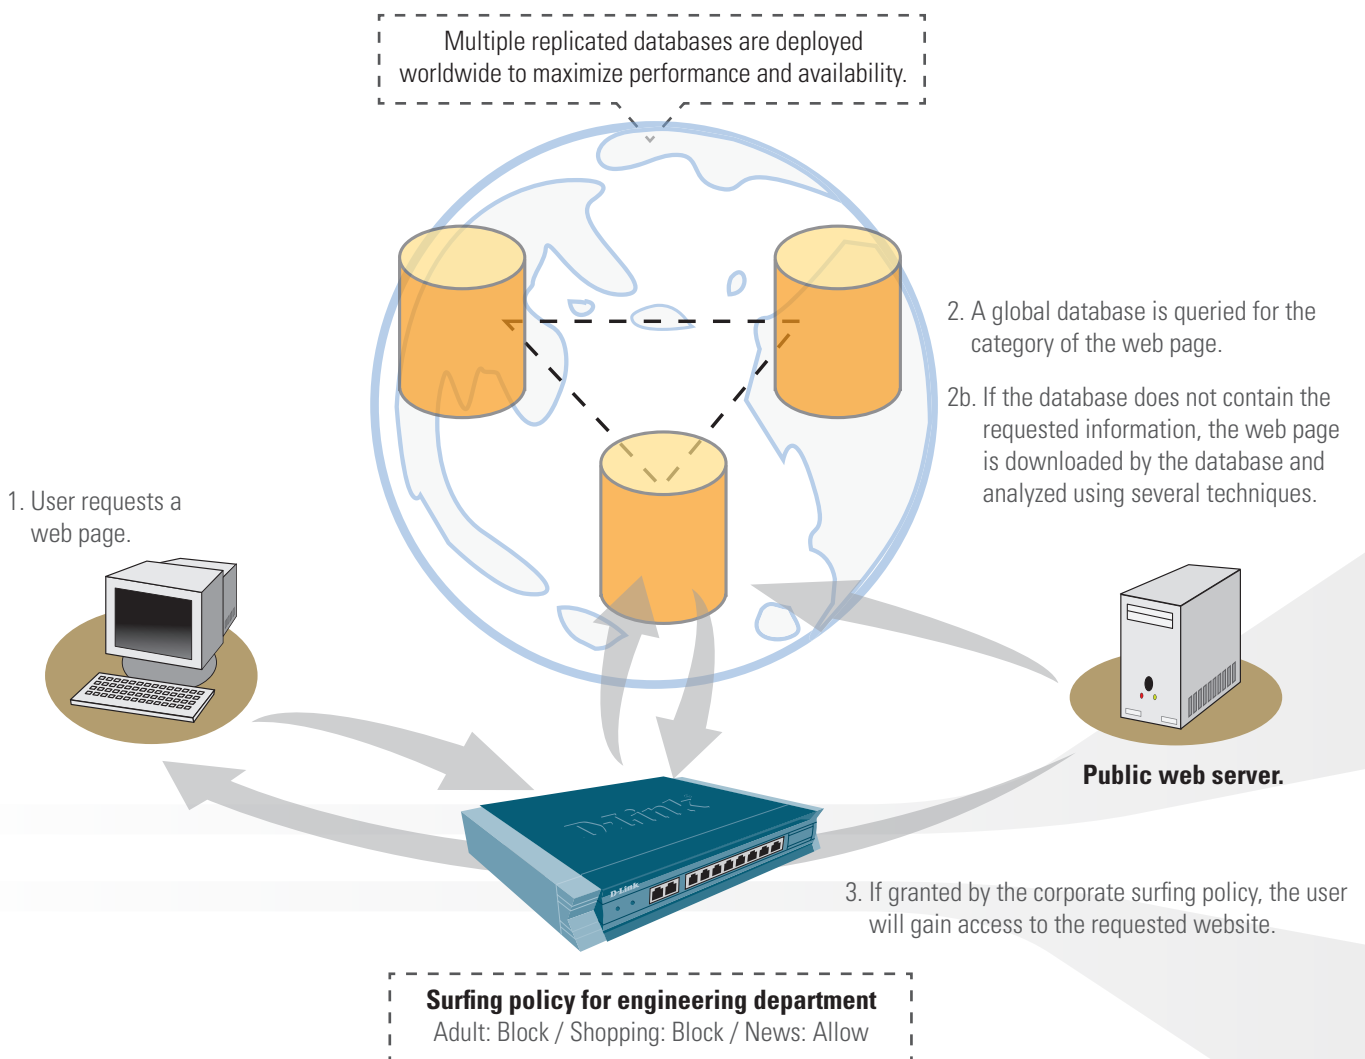 Multiple replicated databases are deployed
worldwide to maximize performance and availability.
2. A global database is queried for the
category of the web page.
2b. If the database does not contain the
requested information, the web page
is downloaded by the database and
analyzed using several techniques.
1. User requests a
web page.
Public web server.
D-Link
D-Link
3. If granted by the corporate surfing policy, the user
will gain access to the requested website.
Surfing policy for engineering department
Adult: Block / Shopping: Block / News: Allow